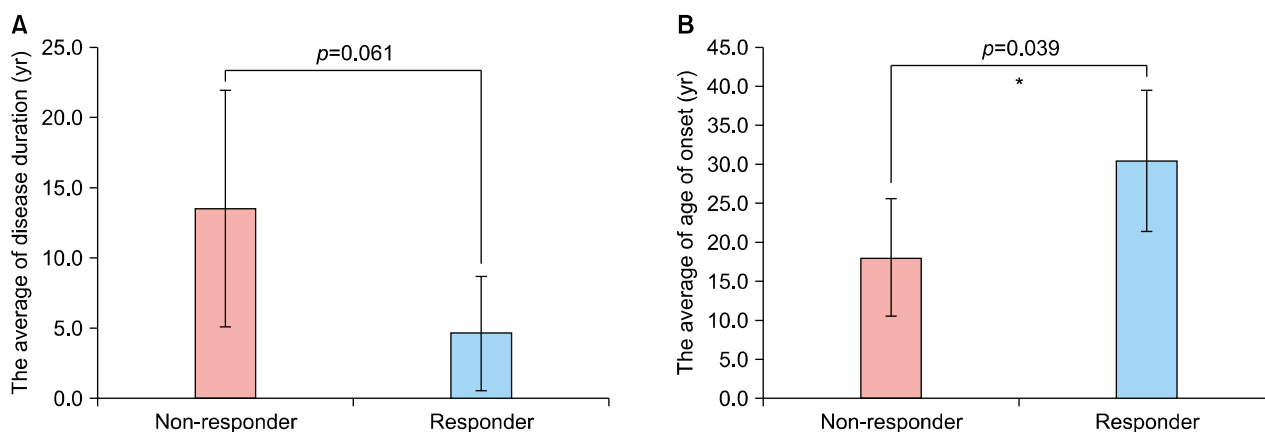 A
The average of disease duration (yr)
25.0
20.0
15.0
10.0
5.0
0.0
p=0.061
Non-responder
Responder
B
The average of age of onset (yr)
45.0
40.0
35.0
30.0
25.0
20.0
15.0
10.0
5.0
0.0
p=0.039
*
Non-responder
Responder